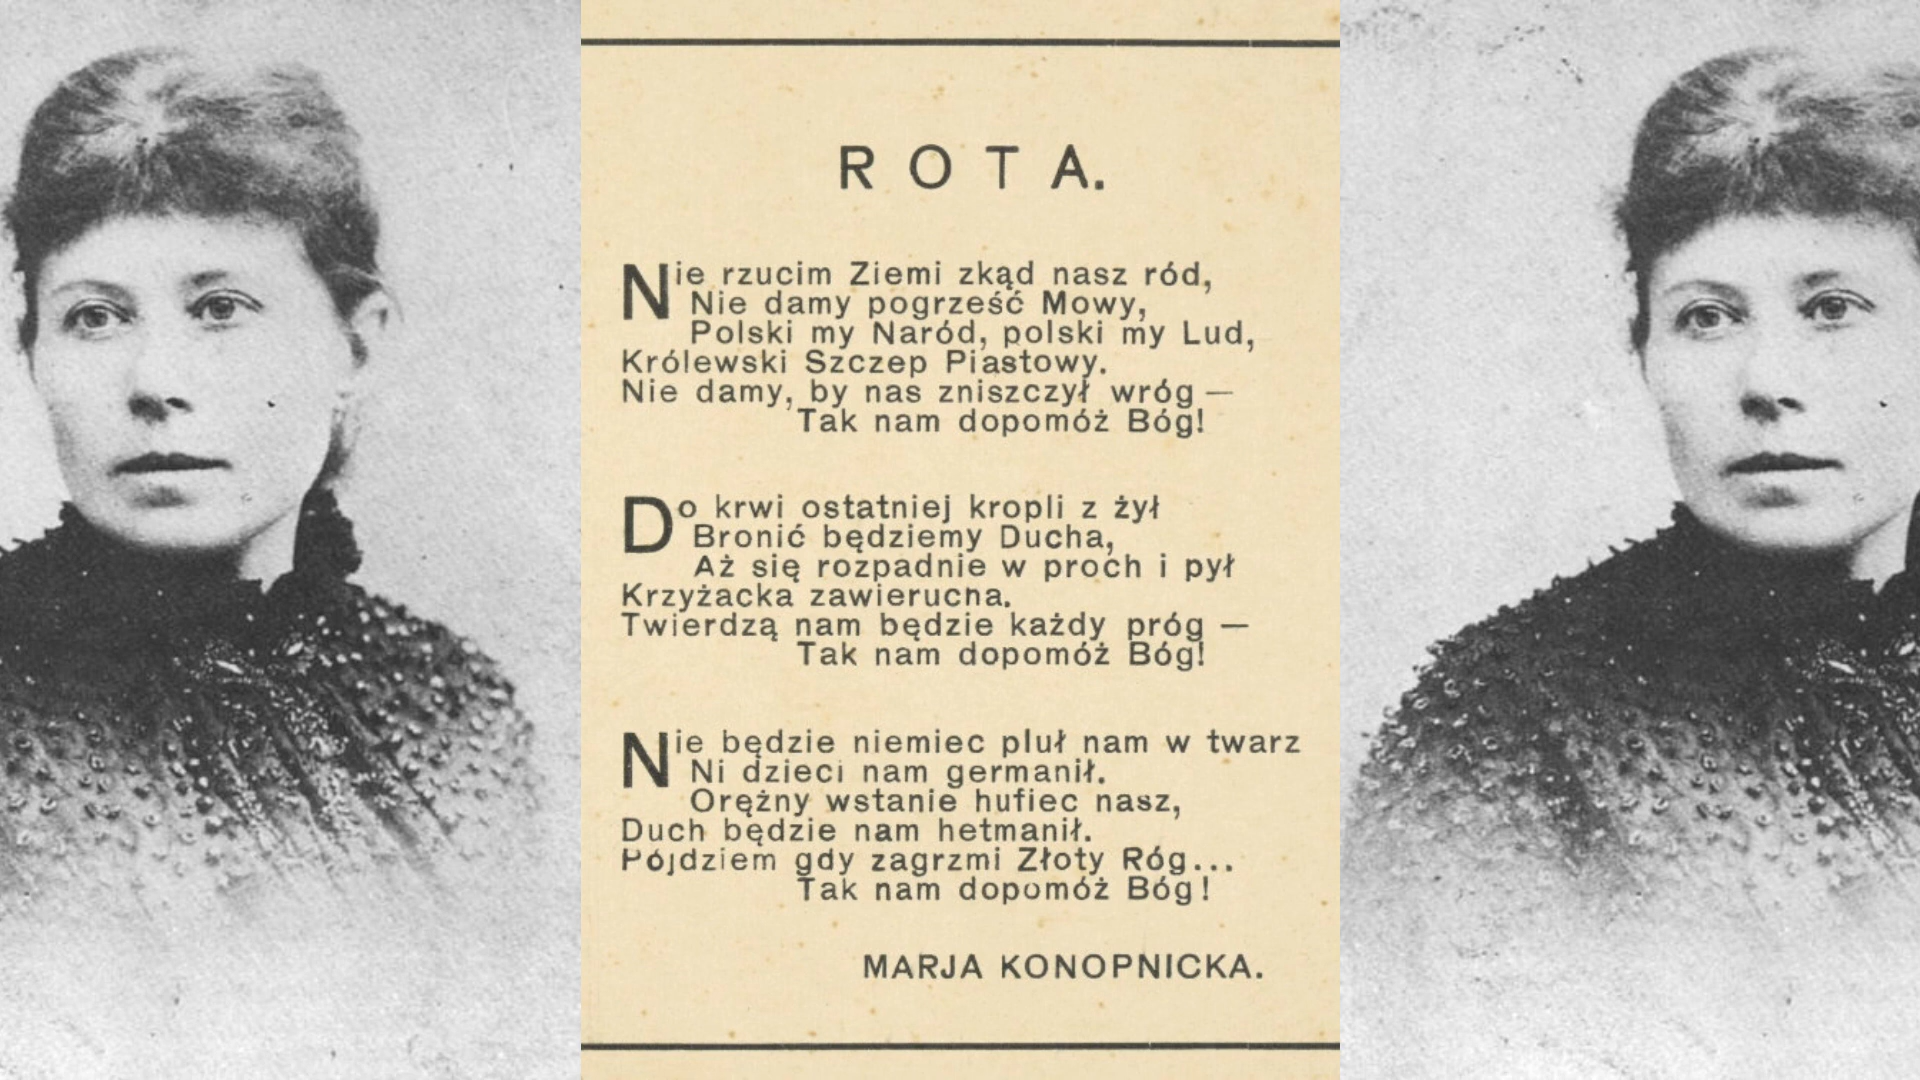 ROTA.
Nie rzucim Ziemi zkąd nasz ród,
Nie damy pogrześć Mowy,
Polski my Naród, polski my Lud,
Królewski Szczep Piastowy.
Nie damy, by nas zniszczył wróg —
Tak nam dopomóż Bóg!
Do krwi ostatniej kropli z żył
Bronić będziemy Ducha,
Aż się rozpadnie w proch i pył
Krzyżacka zawierucha.
Twierdzą nam będzie każdy próg —
Tak nam dopomóż Bóg!
Nie będzie niemiec pluł nam w twarz
Ni dzieci nam germanił.
Orężny wstanie hufiec nasz,
Duch będzie nam hetmanił.
Pójdziem gdy zagrzmi Złoty Róg...
Tak nam dopomóż Bóg!
MARJA KONOPNICKA.